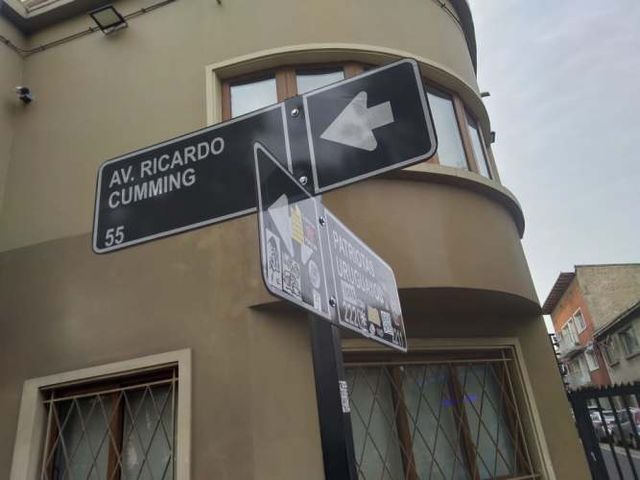 AV. RICARDO
CUMMING
55
PATRIOTAS
URUGUAYOS